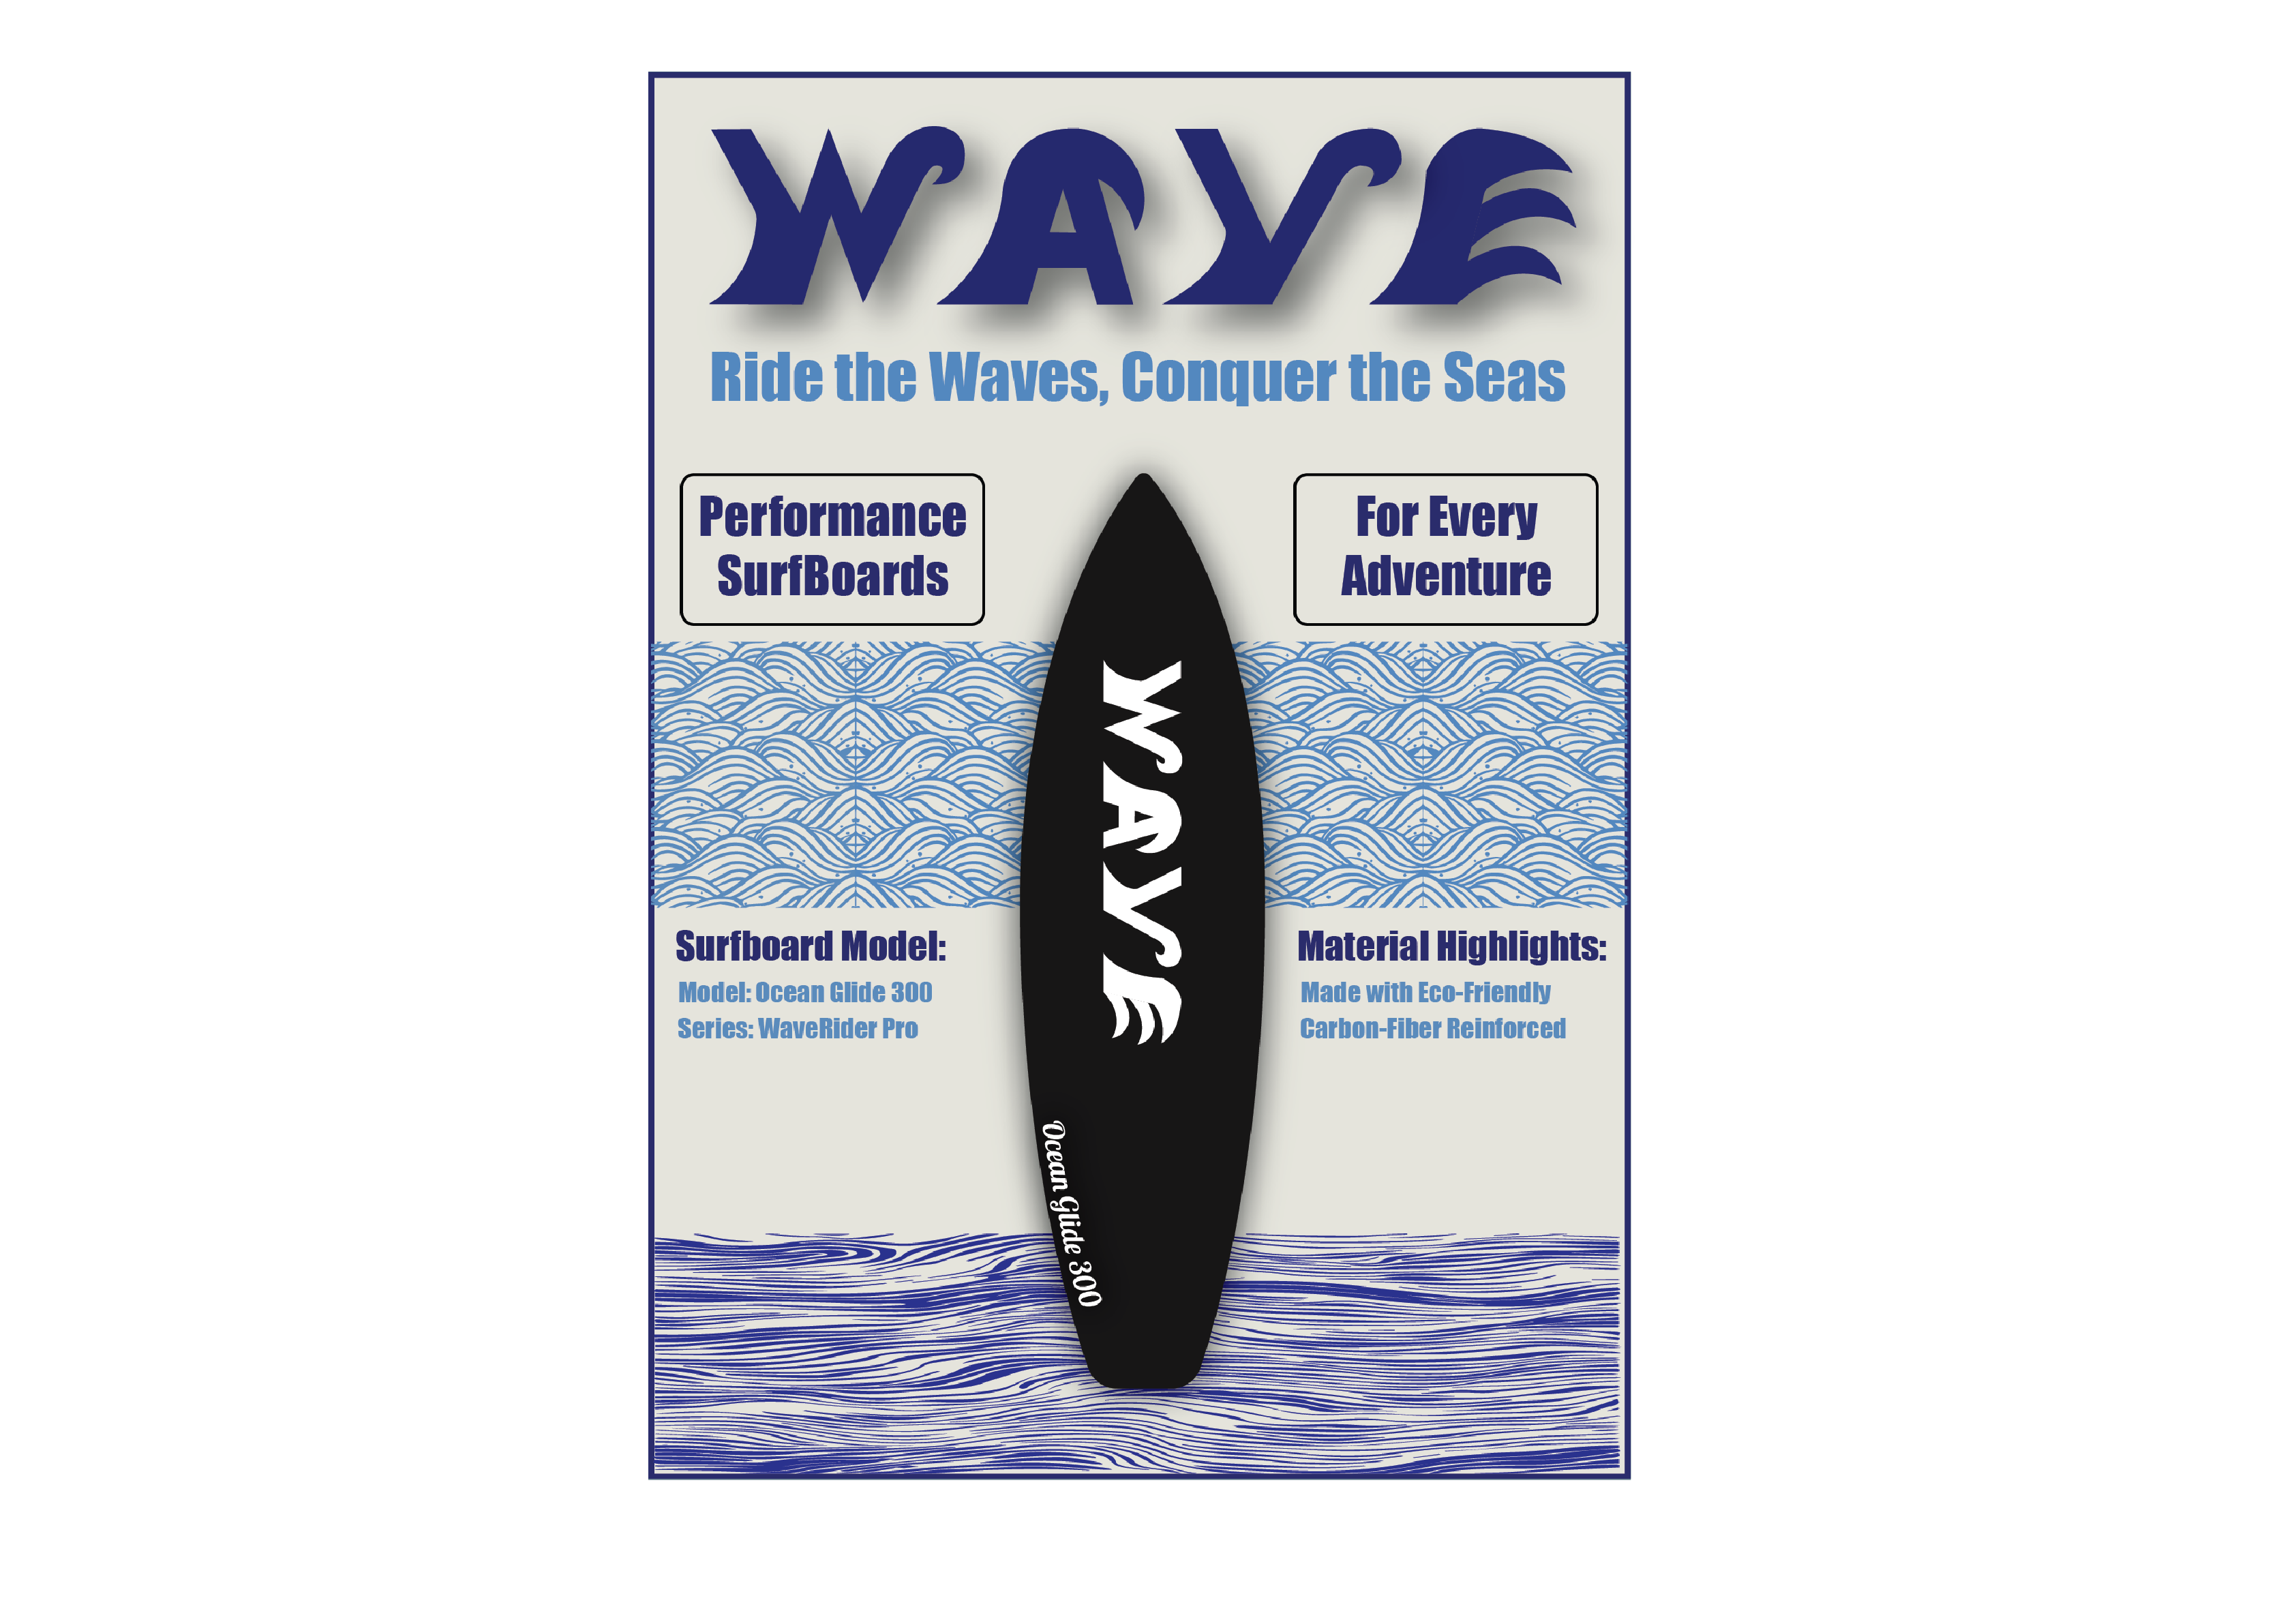 WAVE
Ride the Waves, Conquer the Seas
Performance
SurfBoards
For Every
Adventure
WAVE
Surfboard Model:
Model: Ocean Glide 300
Series: WaveRider Pro
Material Highlights:
Made with Eco-Friendly
Carbon-Fiber Reinforced
Ocean Glide 300